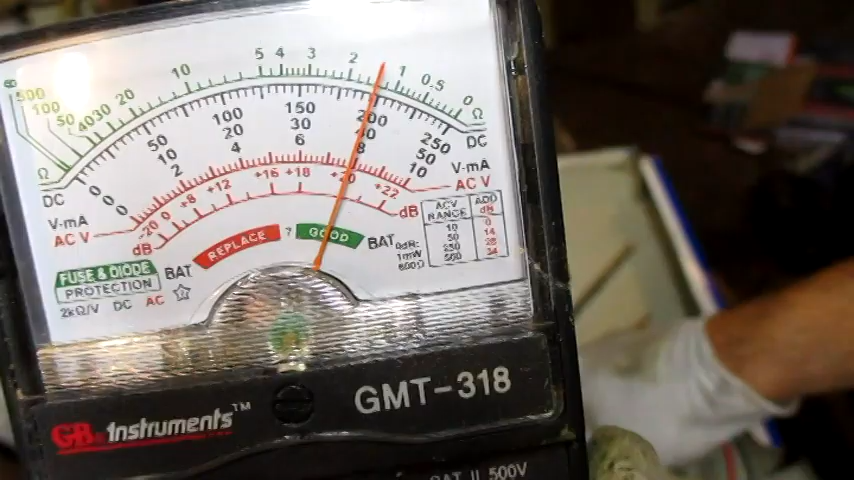 5 4 3 2 1 0.5 0 Ω
500 100 50 40 30 20 10
Ω
DC 0 50 100 150 200 250 DC
0 10 20 30 40 50 V-mA
0 2 4 6 8 10 AC V
V-mA
AC V
-20 0 +8 +12 +16 +18 +20 +22 dB
dB
BAT REPLACE ? GOOD BAT
0dB:
1mW
600Ω
ACV RANGE ADD dB
10 0
50 14
250 28
500 34
FUSE & DIODE
PROTECTION
2kΩ/V DC AC
GMT-318
GB Instruments™
BAT 500V